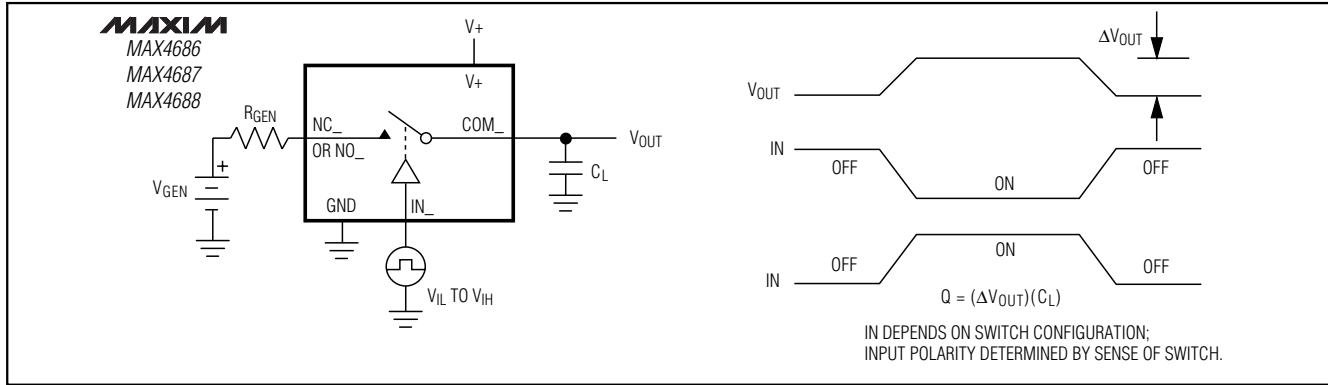 MAXIM
MAX4686
MAX4687
MAX4688
V+
V+
RGEN
NC_
OR NO_
COM_
VOUT
+
VGEN
CL
GND
IN_
VIL TO VIH
ΔVOUT
VOUT
IN
OFF
ON
OFF
IN
OFF
ON
OFF
Q = (ΔVOUT)(CL)
IN DEPENDS ON SWITCH CONFIGURATION;
INPUT POLARITY DETERMINED BY SENSE OF SWITCH.